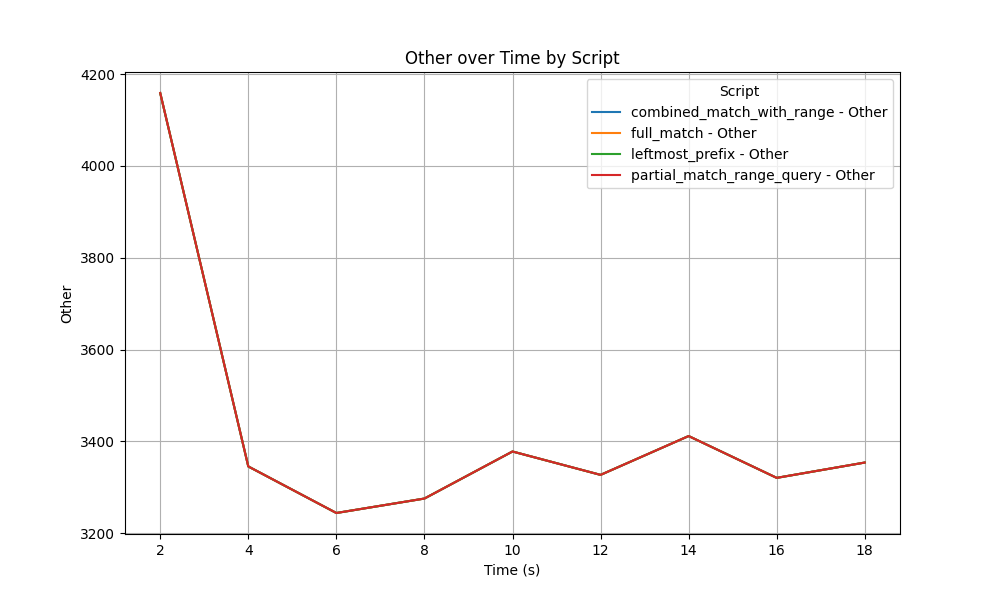 Other over Time by Script
Script
combined_match_with_range - Other
full_match - Other
leftmost_prefix - Other
partial_match_range_query - Other
Other
4200
4000
3800
3600
3400
3200
2 4 6 8 10 12 14 16 18
Time (s)